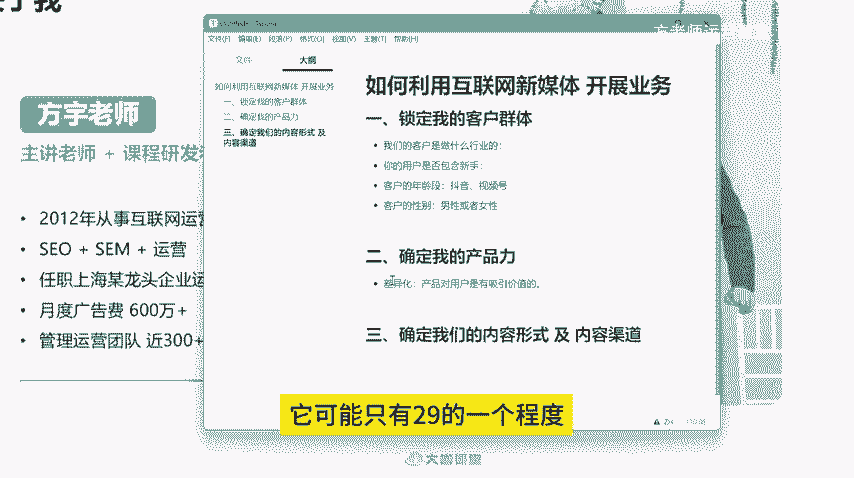 方宇老师
主讲老师 + 课程研发
• 2012年从事互联网运营
• SEO + SEM + 运营
• 任职上海某龙头企业运
• 月度广告费 600万+
• 管理运营团队 近300+
文件(F) 编辑(E) 段落(P) 格式(O) 视图(V) 主题(T) 帮助(H)
文件 大纲
如何利用互联网新媒体 开展业务
一、锁定我的客户群体
二、确定我的产品力
三、确定我们的内容形式 及
内容渠道
如何利用互联网新媒体 开展业务
一、锁定我的客户群体
• 我们的客户是做什么行业的：
• 你的用户是否包含新手：
• 客户的年龄段：抖音、视频号
• 客户的性别：男性或者女性
二、确定我的产品力
• 差异化：产品对用户是有吸引价值的。
三、确定我们的内容形式 及 内容渠道
它可能只有29的一个程度